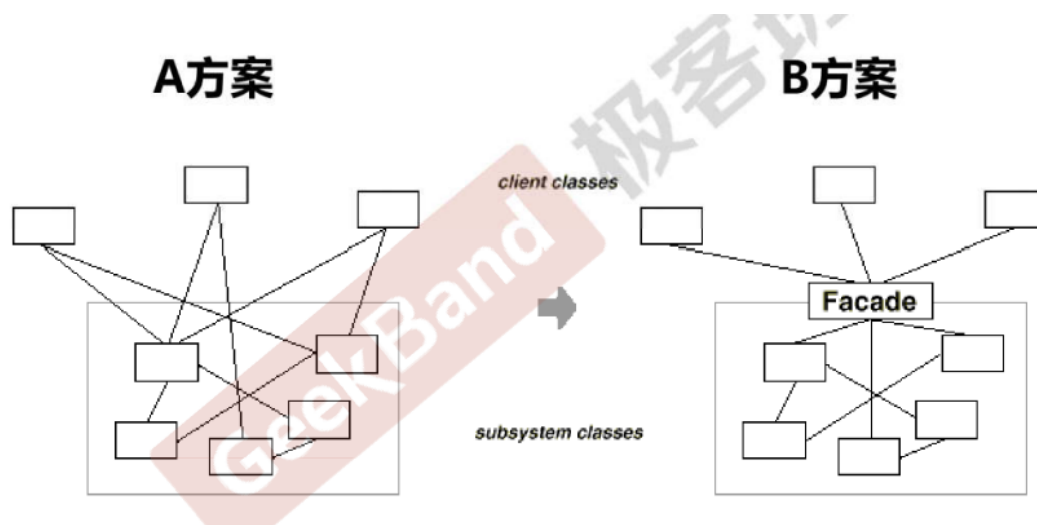 A方案
B方案
极客班
client classes
GeekBand
Facade
subsystem classes